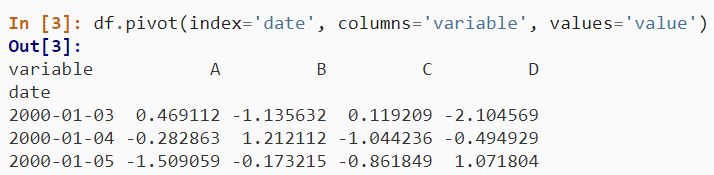 In [3]: df.pivot(index='date', columns='variable', values='value')
Out[3]:
variable           A         B         C         D
date
2000-01-03  0.469112 -1.135632  0.119209 -2.104569
2000-01-04 -0.282863  1.212112 -1.044236 -0.494929
2000-01-05 -1.509059 -0.173215 -0.861849  1.071804